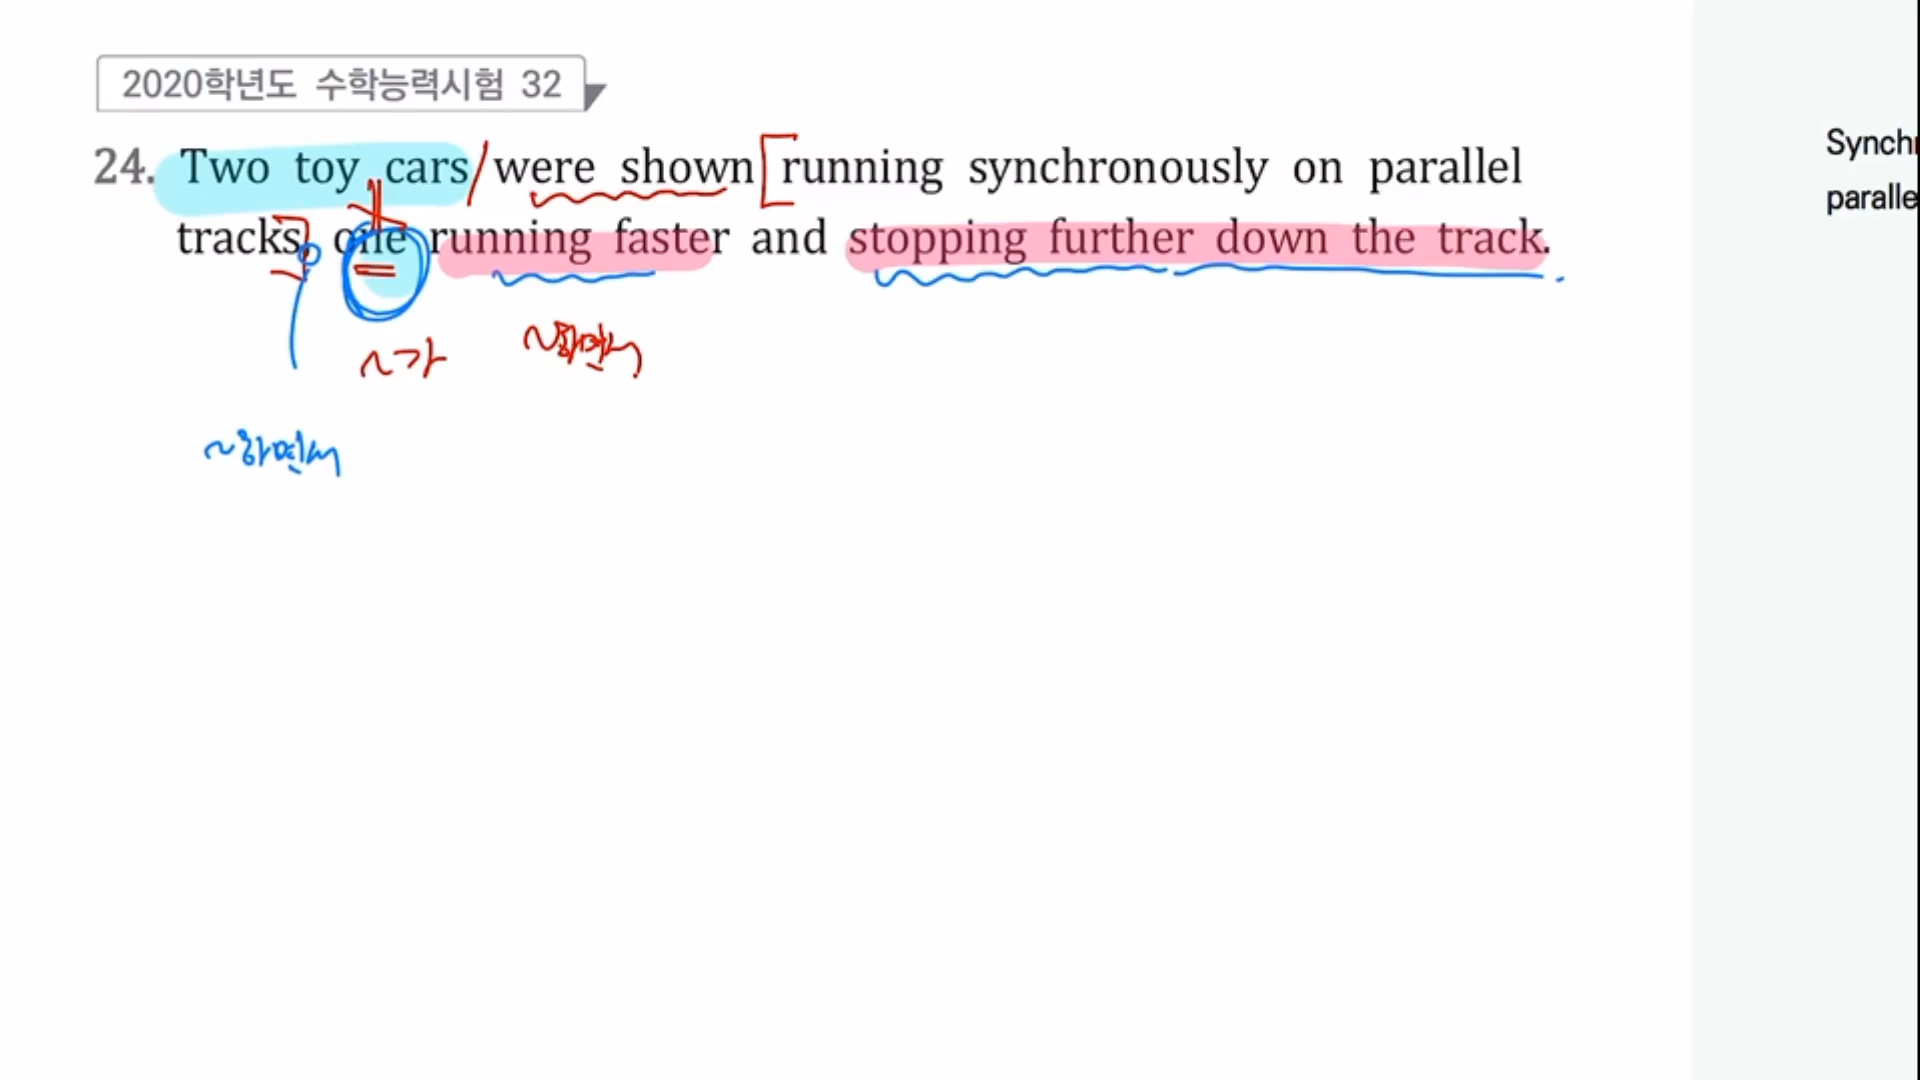 2020학년도 수학능력시험 32
24. Two toy cars were shown running synchronously on parallel
tracks, one running faster and stopping further down the track.
~가 ~하면서
~하면서
Synch
paralle